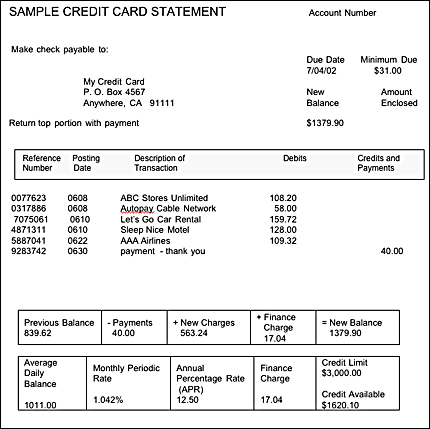 SAMPLE CREDIT CARD STATEMENT Account Number
Make check payable to:
Due Date Minimum Due
7/04/02 $31.00
My Credit Card
P. O. Box 4567 New Amount
Anywhere, CA 91111 Balance Enclosed
Return top portion with payment $1379.90
Reference Posting Description of Debits Credits and
Number Date Transaction Payments
0077623 0608 ABC Stores Unlimited 108.20
0317886 0608 Autopay Cable Network 58.00
7075061 0610 Let's Go Car Rental 159.72
4871311 0610 Sleep Nice Motel 128.00
5887041 0622 AAA Airlines 109.32
9283742 0630 payment - thank you 40.00
Previous Balance - Payments + New Charges + Finance Charge = New Balance
839.62 40.00 563.24 17.04 1379.90
Average Daily Balance Monthly Periodic Rate Annual Percentage Rate (APR) Finance Charge Credit Limit
$3,000.00
Credit Available
1011.00 1.042% 12.50 17.04 $1620.10